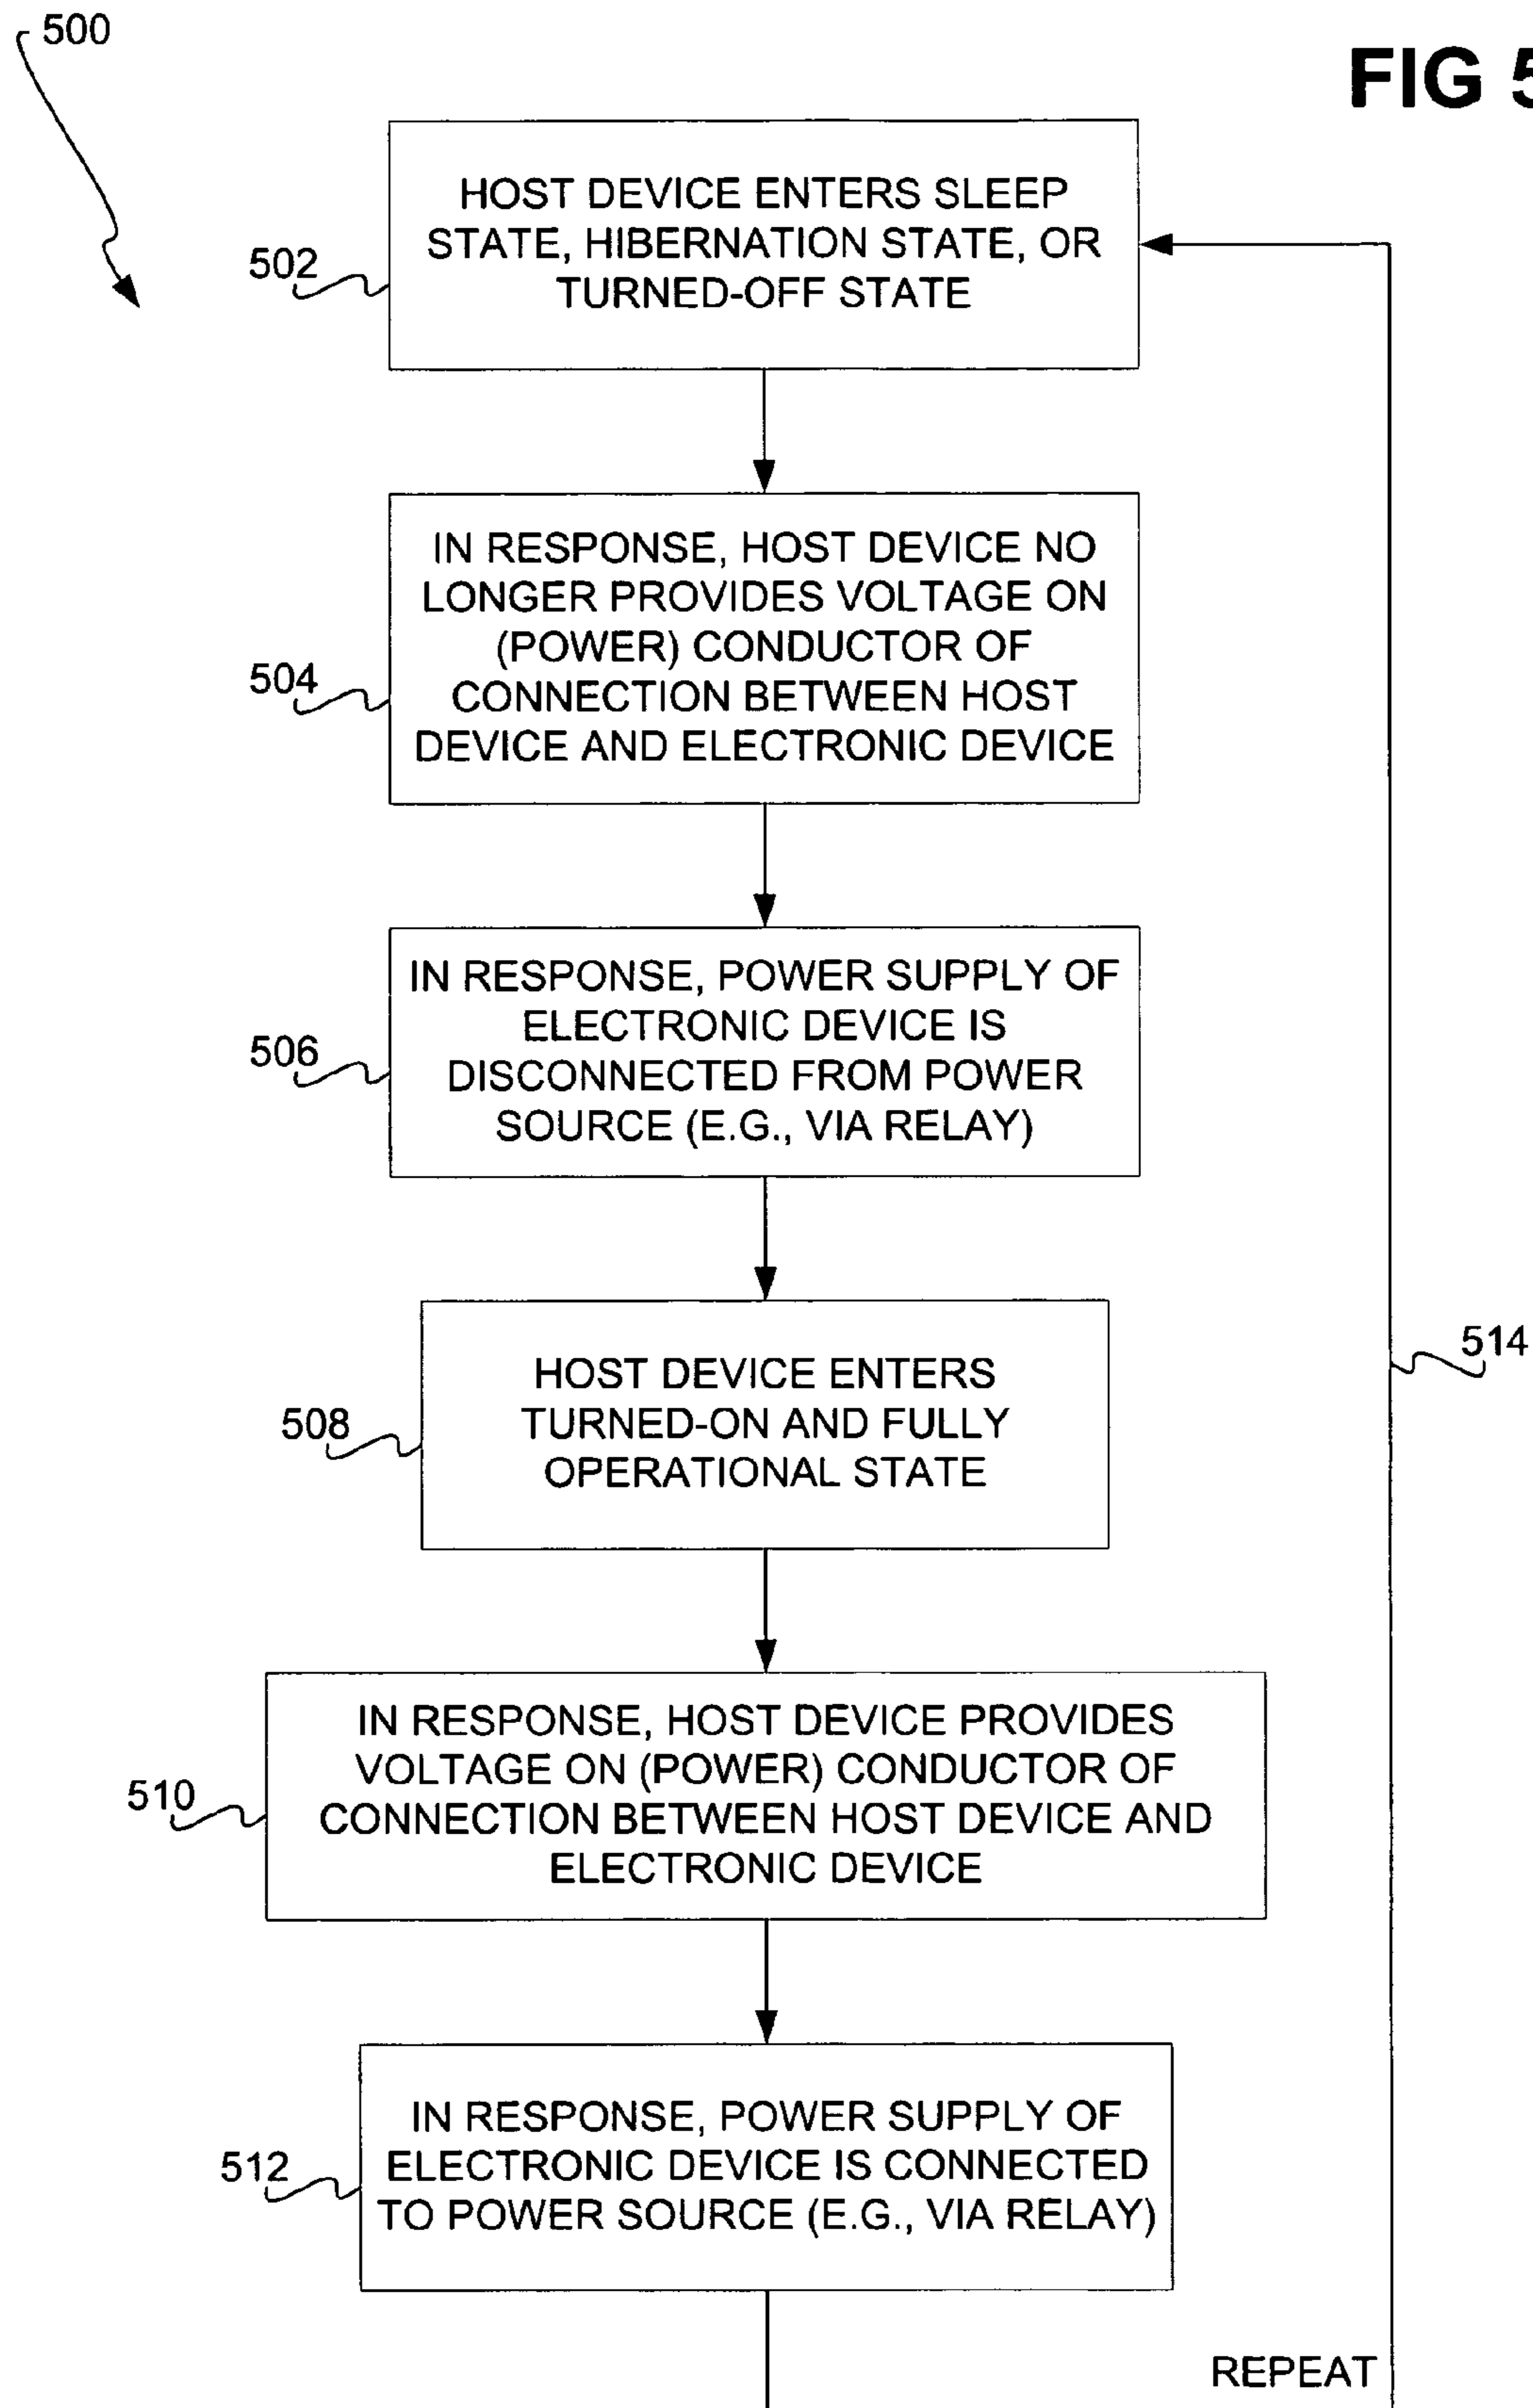 500
FIG 5
HOST DEVICE ENTERS SLEEP
STATE, HIBERNATION STATE, OR
TURNED-OFF STATE
502
IN RESPONSE, HOST DEVICE NO
LONGER PROVIDES VOLTAGE ON
(POWER) CONDUCTOR OF
CONNECTION BETWEEN HOST
DEVICE AND ELECTRONIC DEVICE
504
IN RESPONSE, POWER SUPPLY OF
ELECTRONIC DEVICE IS
DISCONNECTED FROM POWER
SOURCE (E.G., VIA RELAY)
506
HOST DEVICE ENTERS
TURNED-ON AND FULLY
OPERATIONAL STATE
508
514
IN RESPONSE, HOST DEVICE PROVIDES
VOLTAGE ON (POWER) CONDUCTOR OF
CONNECTION BETWEEN HOST DEVICE AND
ELECTRONIC DEVICE
510
IN RESPONSE, POWER SUPPLY OF
ELECTRONIC DEVICE IS CONNECTED
TO POWER SOURCE (E.G., VIA RELAY)
512
REPEAT